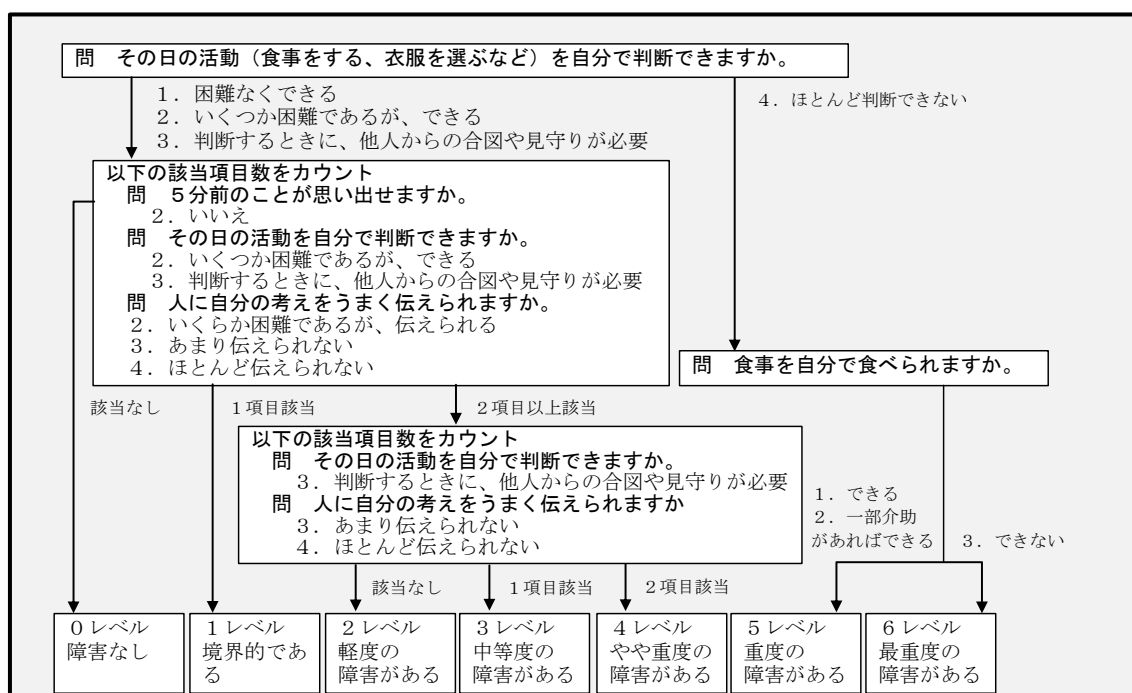 問　その日の活動（食事をする、衣服を選ぶなど）を自分で判断できますか。
１．困難なくできる
２．いくつか困難であるが、できる
３．判断するときに、他人からの合図や見守りが必要
４．ほとんど判断できない
以下の該当項目数をカウント
問　５分前のことが思い出せますか。
２．いいえ
問　その日の活動を自分で判断できますか。
２．いくつか困難であるが、できる
３．判断するときに、他人からの合図や見守りが必要
問　人に自分の考えをうまく伝えられますか。
２．いくらか困難であるが、伝えられる
３．あまり伝えられない
４．ほとんど伝えられない
問　食事を自分で食べられますか。
該当なし
１項目該当
２項目以上該当
以下の該当項目数をカウント
問　その日の活動を自分で判断できますか。
３．判断するときに、他人からの合図や見守りが必要
問　人に自分の考えをうまく伝えられますか
３．あまり伝えられない
４．ほとんど伝えられない
１．できる
２．一部介助
があればできる
３．できない
該当なし
１項目該当
２項目該当
０レベル
障害なし
１レベル
境界的であ
る
２レベル
軽度の
障害がある
３レベル
中等度の
障害がある
４レベル
やや重度の
障害がある
５レベル
重度の
障害がある
６レベル
最重度の
障害がある